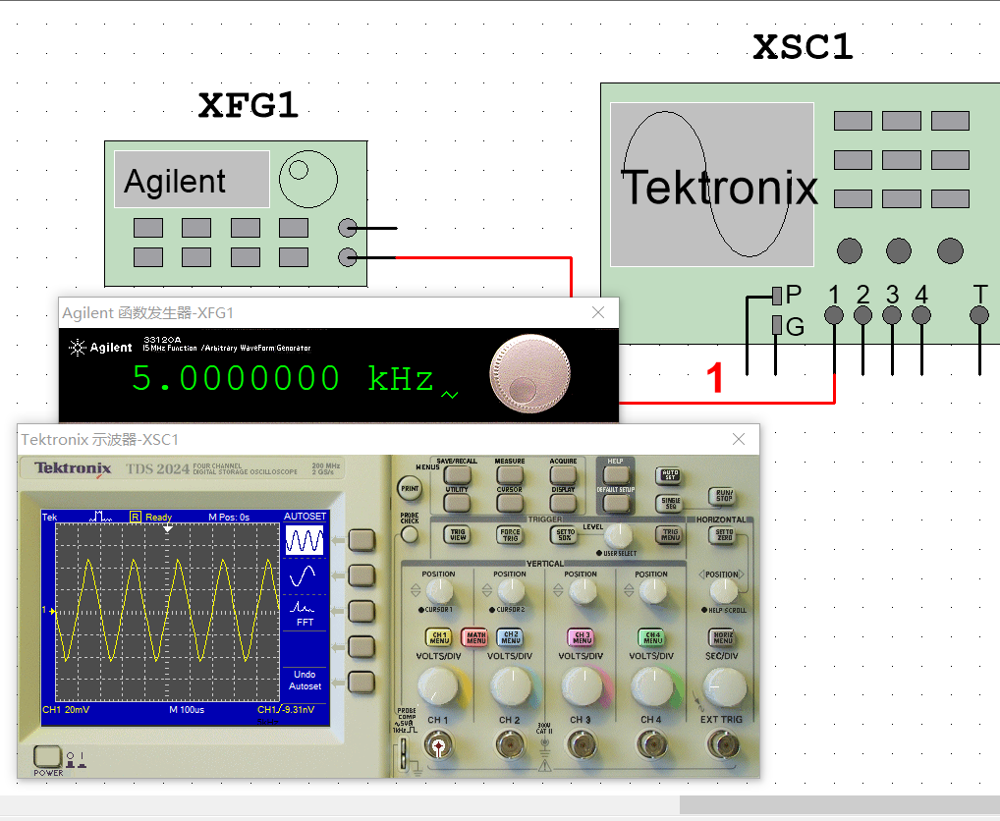 XSC1
XFG1
Agilent
Tektronix
P 1 2 3 4 T
G
Agilent 函数发生器-XFG1
Agilent
33120A
15 MHz Function / Arbitrary WaveForm Generator
5.0000000 kHz
1
Tektronix 示波器-XSC1
Tektronix TDS 2024
FOUR CHANNEL
DIGITAL STORAGE OSCILLOSCOPE
200 MHz
2 GS/s
Tek R Ready M Pos: 0s AUTOSET
1
FFT
Undo
Autoset
CH1 20mV M 100us CH1/-9.31mV
POWER
MENUS
SAVE/RECALL MEASURE ACQUIRE HELP
UTILITY CURSOR DISPLAY DEFAULT SETUP
PRINT
AUTO SET
SINGLE SEQ
RUN/STOP
PROBE CHECK
TRIGGER
LEVEL
HORIZONTAL
TRIG VIEW
FORCE TRIG
SET TO 50%
TRIG MENU
SET TO ZERO
USER SELECT
VERTICAL
POSITION POSITION POSITION POSITION POSITION
CURSOR 1 CURSOR 2 HELP SCROLL
CH 1 MENU
MATH MENU
CH 2 MENU
CH 3 MENU
CH 4 MENU
HORIZ MENU
VOLTS/DIV VOLTS/DIV VOLTS/DIV VOLTS/DIV SEC/DIV
PROBE COMP
~5V@
1kHz
CH 1 CH 2 CH 3 CH 4 EXT TRIG
300V
CAT II